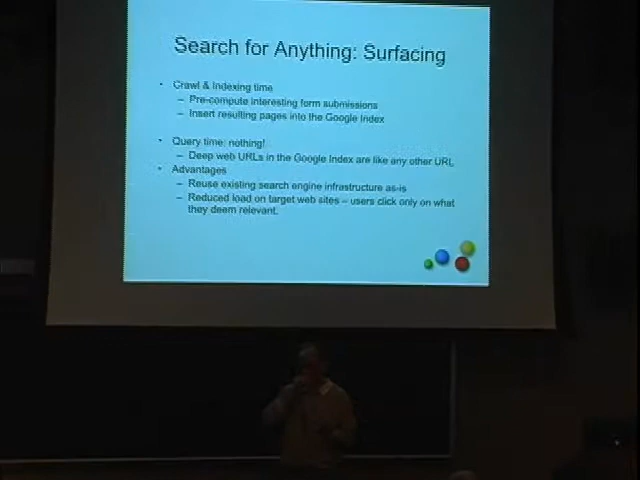 Search for Anything: Surfacing
• Crawl & Indexing time
– Pre-compute interesting form submissions
– Insert resulting pages into the Google Index
• Query time: nothing!
– Deep web URLs in the Google Index are like any other URL
• Advantages
– Reuse existing search engine infrastructure as-is
– Reduced load on target web sites – users click only on what
they deem relevant.